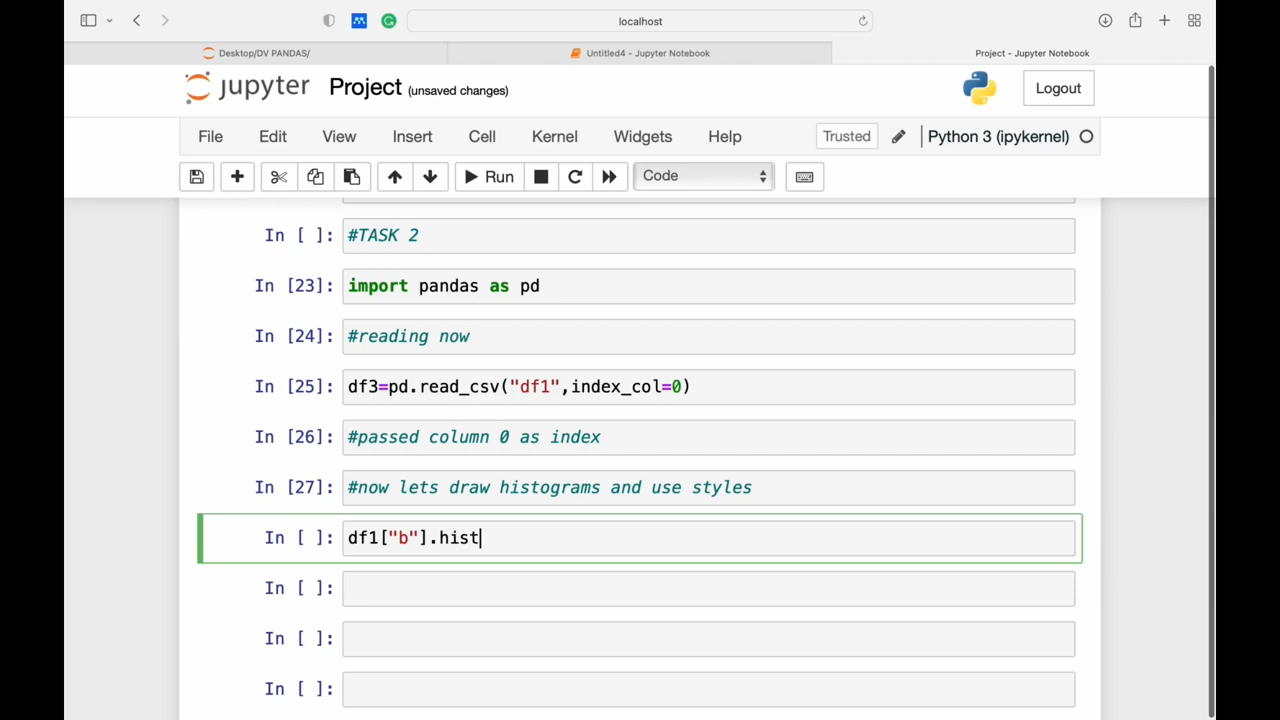 localhost
Desktop/DV PANDAS/
Untitled4 - Jupyter Notebook
Project - Jupyter Notebook
jupyter Project (unsaved changes)
Logout
File Edit View Insert Cell Kernel Widgets Help Trusted Python 3 (ipykernel)
Run Code
In [ ]: #TASK 2
In [23]: import pandas as pd
In [24]: #reading now
In [25]: df3=pd.read_csv("df1",index_col=0)
In [26]: #passed column 0 as index
In [27]: #now lets draw histograms and use styles
In [ ]: df1["b"].hist
In [ ]:
In [ ]:
In [ ]: